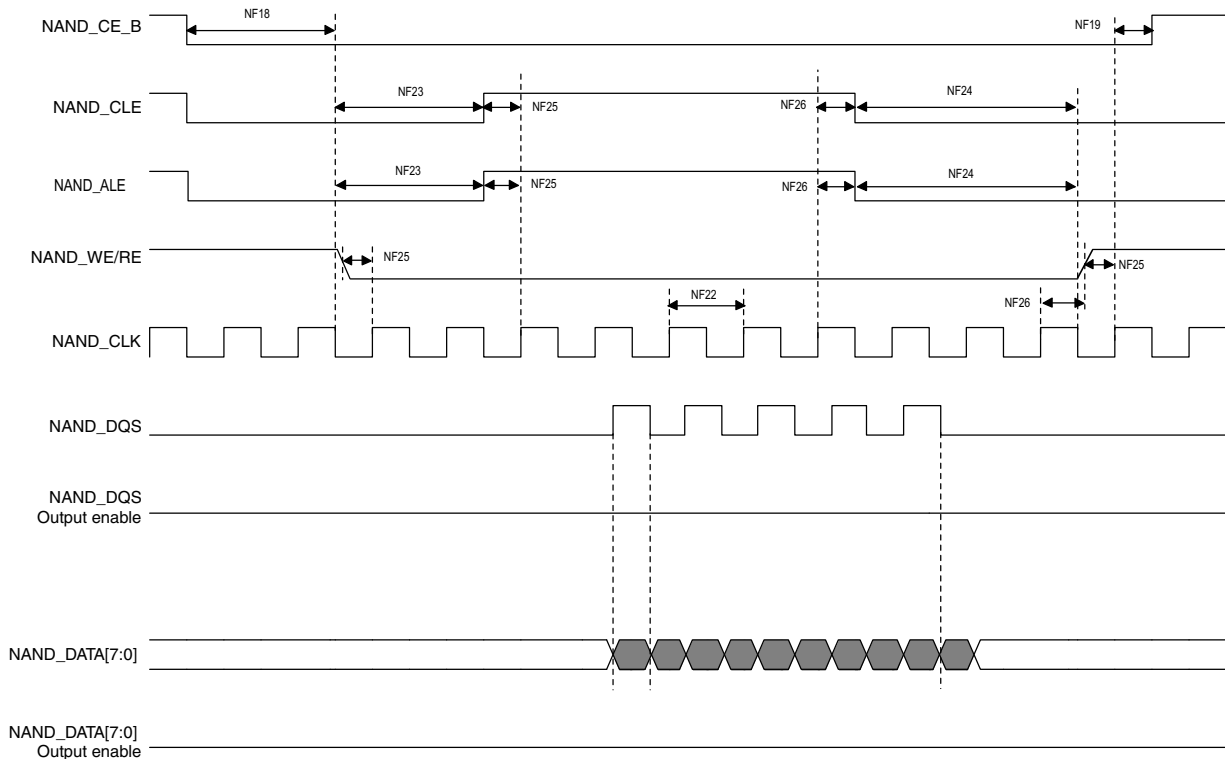 NF18
NAND_CE_B
NF19
NF23
NF24
NAND_CLE
NF25
NF26
NF23
NF24
NAND_ALE
NF25
NF26
NAND_WE/RE
NF25
NF25
NF22
NF26
NAND_CLK
NAND_DQS
NAND_DQS
Output enable
NAND_DATA[7:0]
NAND_DATA[7:0]
Output enable